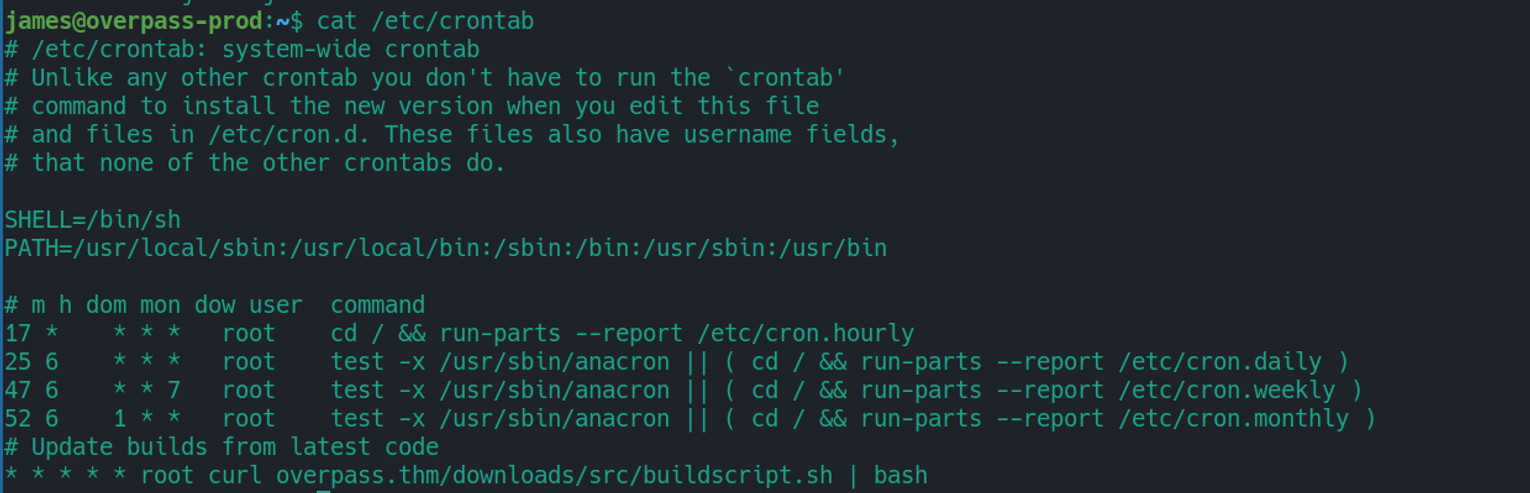 james@overpass-prod:~$ cat /etc/crontab
# /etc/crontab: system-wide crontab
# Unlike any other crontab you don't have to run the `crontab'
# command to install the new version when you edit this file
# and files in /etc/cron.d. These files also have username fields,
# that none of the other crontabs do.

SHELL=/bin/sh
PATH=/usr/local/sbin:/usr/local/bin:/sbin:/bin:/usr/sbin:/usr/bin

# m h dom mon dow user  command
17 *    * * *   root    cd / && run-parts --report /etc/cron.hourly
25 6    * * *   root    test -x /usr/sbin/anacron || ( cd / && run-parts --report /etc/cron.daily )
47 6    * * 7   root    test -x /usr/sbin/anacron || ( cd / && run-parts --report /etc/cron.weekly )
52 6    1 * *   root    test -x /usr/sbin/anacron || ( cd / && run-parts --report /etc/cron.monthly )
# Update builds from latest code
* * * * * root curl overpass.thm/downloads/src/buildscript.sh | bash